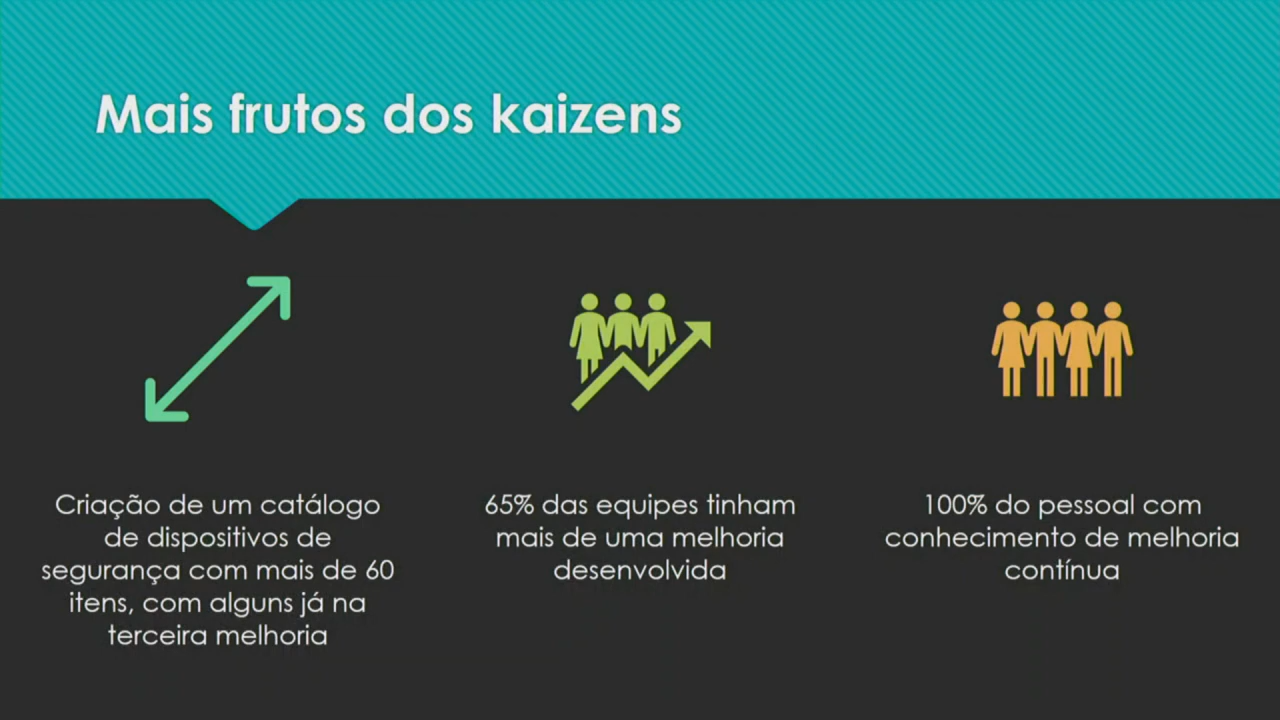 Mais frutos dos kaizens
Criação de um catálogo
de dispositivos de
segurança com mais de 60
itens, com alguns já na
terceira melhoria
65% das equipes tinham
mais de uma melhoria
desenvolvida
100% do pessoal com
conhecimento de melhoria
contínua